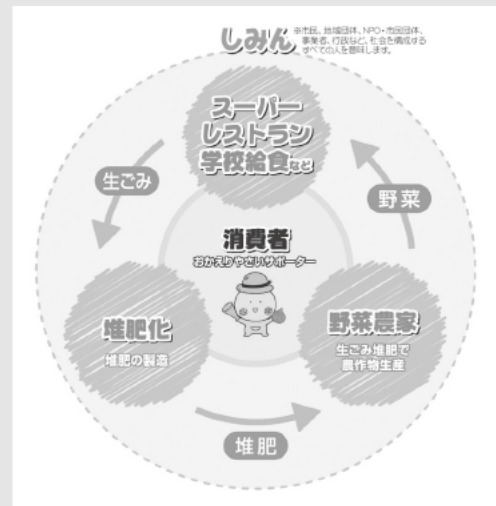 しみん
※市民、地域団体、NPO・市民団体、
事業者、行政など、社会を構成する
すべての人を意味します。
スーパー
レストラン
学校給食など
生ごみ
野菜
消費者
おかえりやさいサポーター
堆肥化
堆肥の製造
野菜農家
生ごみ堆肥で
農作物生産
堆肥